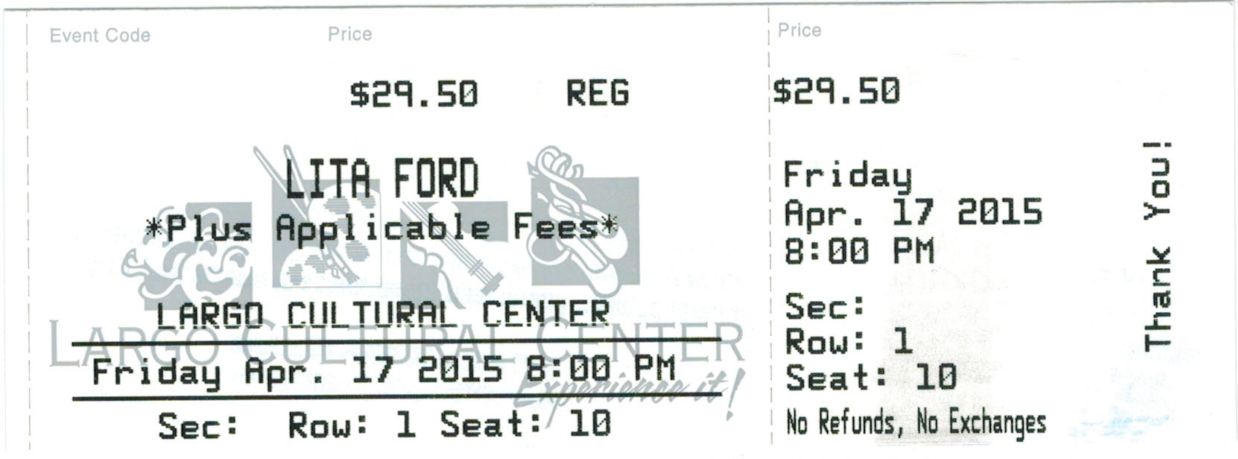 Event Code Price
$29.50 REG
LITA FORD
*Plus Applicable Fees*
LARGO CULTURAL CENTER
LARGO CULTURAL CENTER
Friday Apr. 17 2015 8:00 PM
Experience it!
Sec: Row: 1 Seat: 10
Price
$29.50
Friday
Apr. 17 2015
8:00 PM
Sec:
Row: 1
Seat: 10
No Refunds, No Exchanges
Thank You!